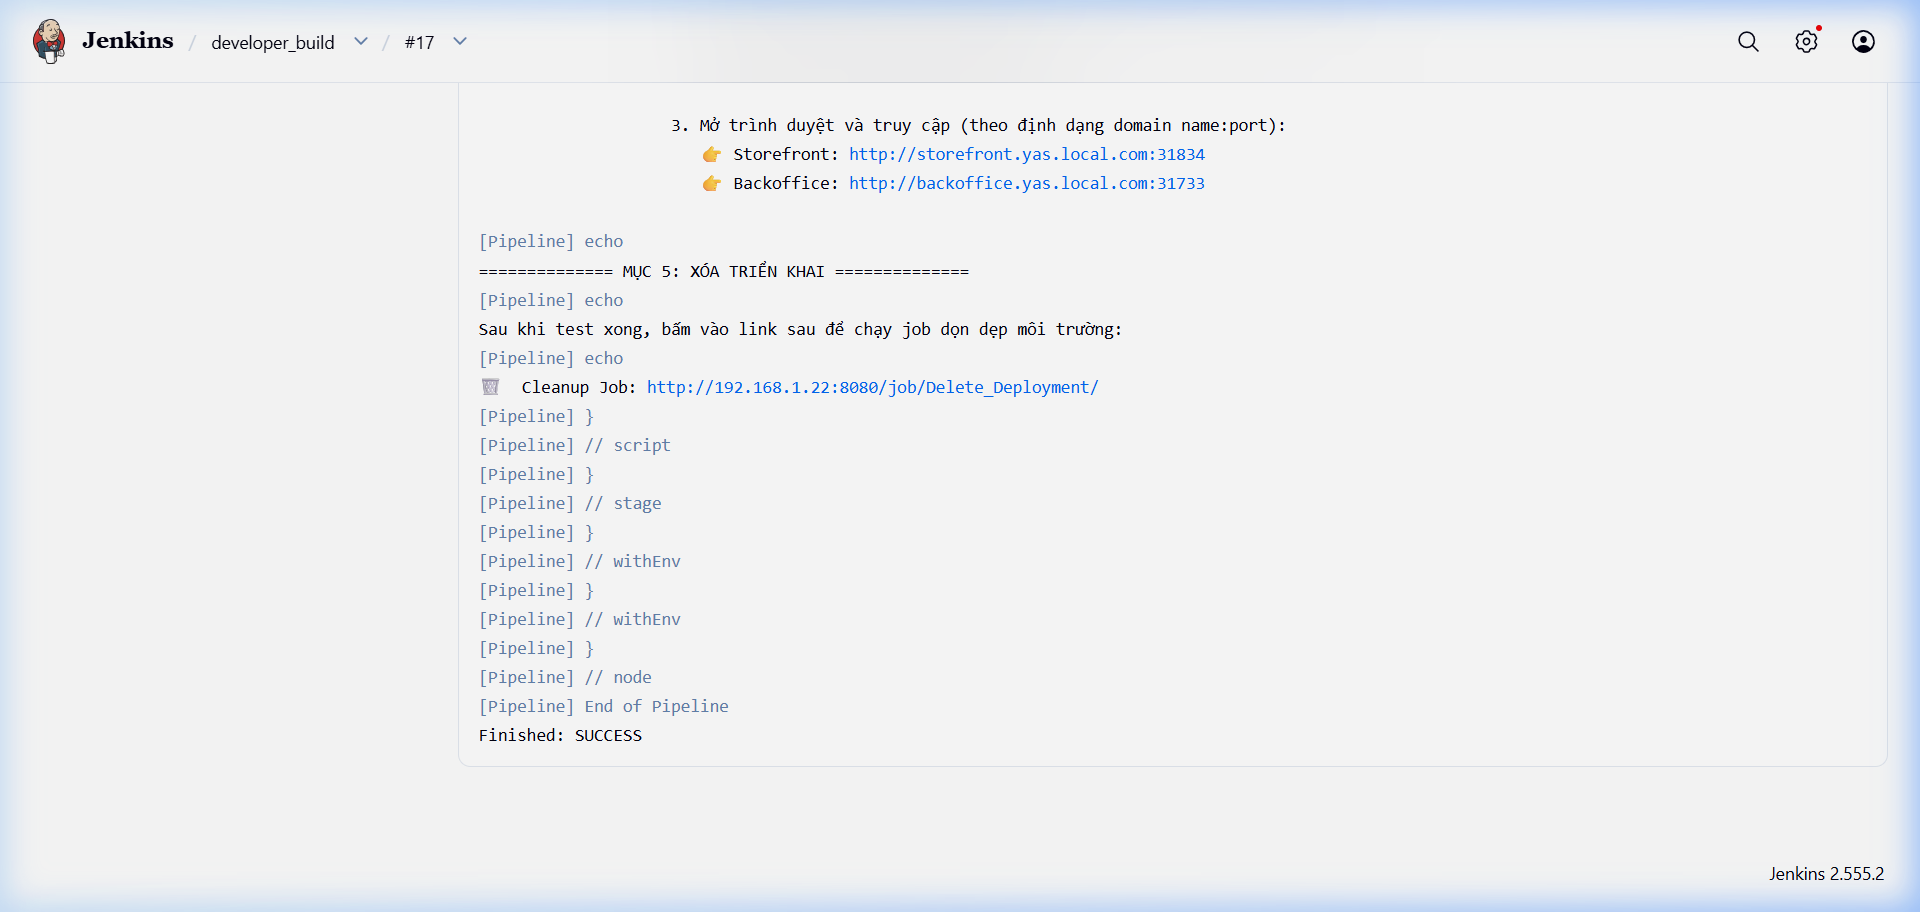 Jenkins / developer_build / #17
3. Mở trình duyệt và truy cập (theo định dạng domain name:port):
👉 Storefront: http://storefront.yas.local.com:31834
👉 Backoffice: http://backoffice.yas.local.com:31733
[Pipeline] echo
============== MỤC 5: XÓA TRIỂN KHAI ==============
[Pipeline] echo
Sau khi test xong, bấm vào link sau để chạy job dọn dẹp môi trường:
[Pipeline] echo
🗑️ Cleanup Job: http://192.168.1.22:8080/job/Delete_Deployment/
[Pipeline] }
[Pipeline] // script
[Pipeline] }
[Pipeline] // stage
[Pipeline] }
[Pipeline] // withEnv
[Pipeline] }
[Pipeline] // withEnv
[Pipeline] }
[Pipeline] // node
[Pipeline] End of Pipeline
Finished: SUCCESS
Jenkins 2.555.2